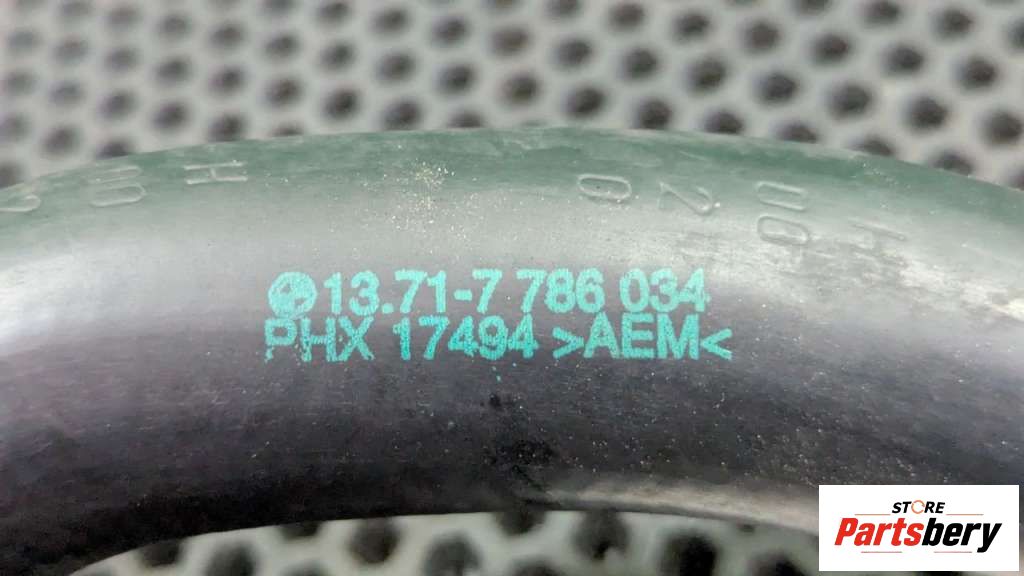 13.71-7 786 034
PHX 17494 >AEM<
STORE
Partsbery